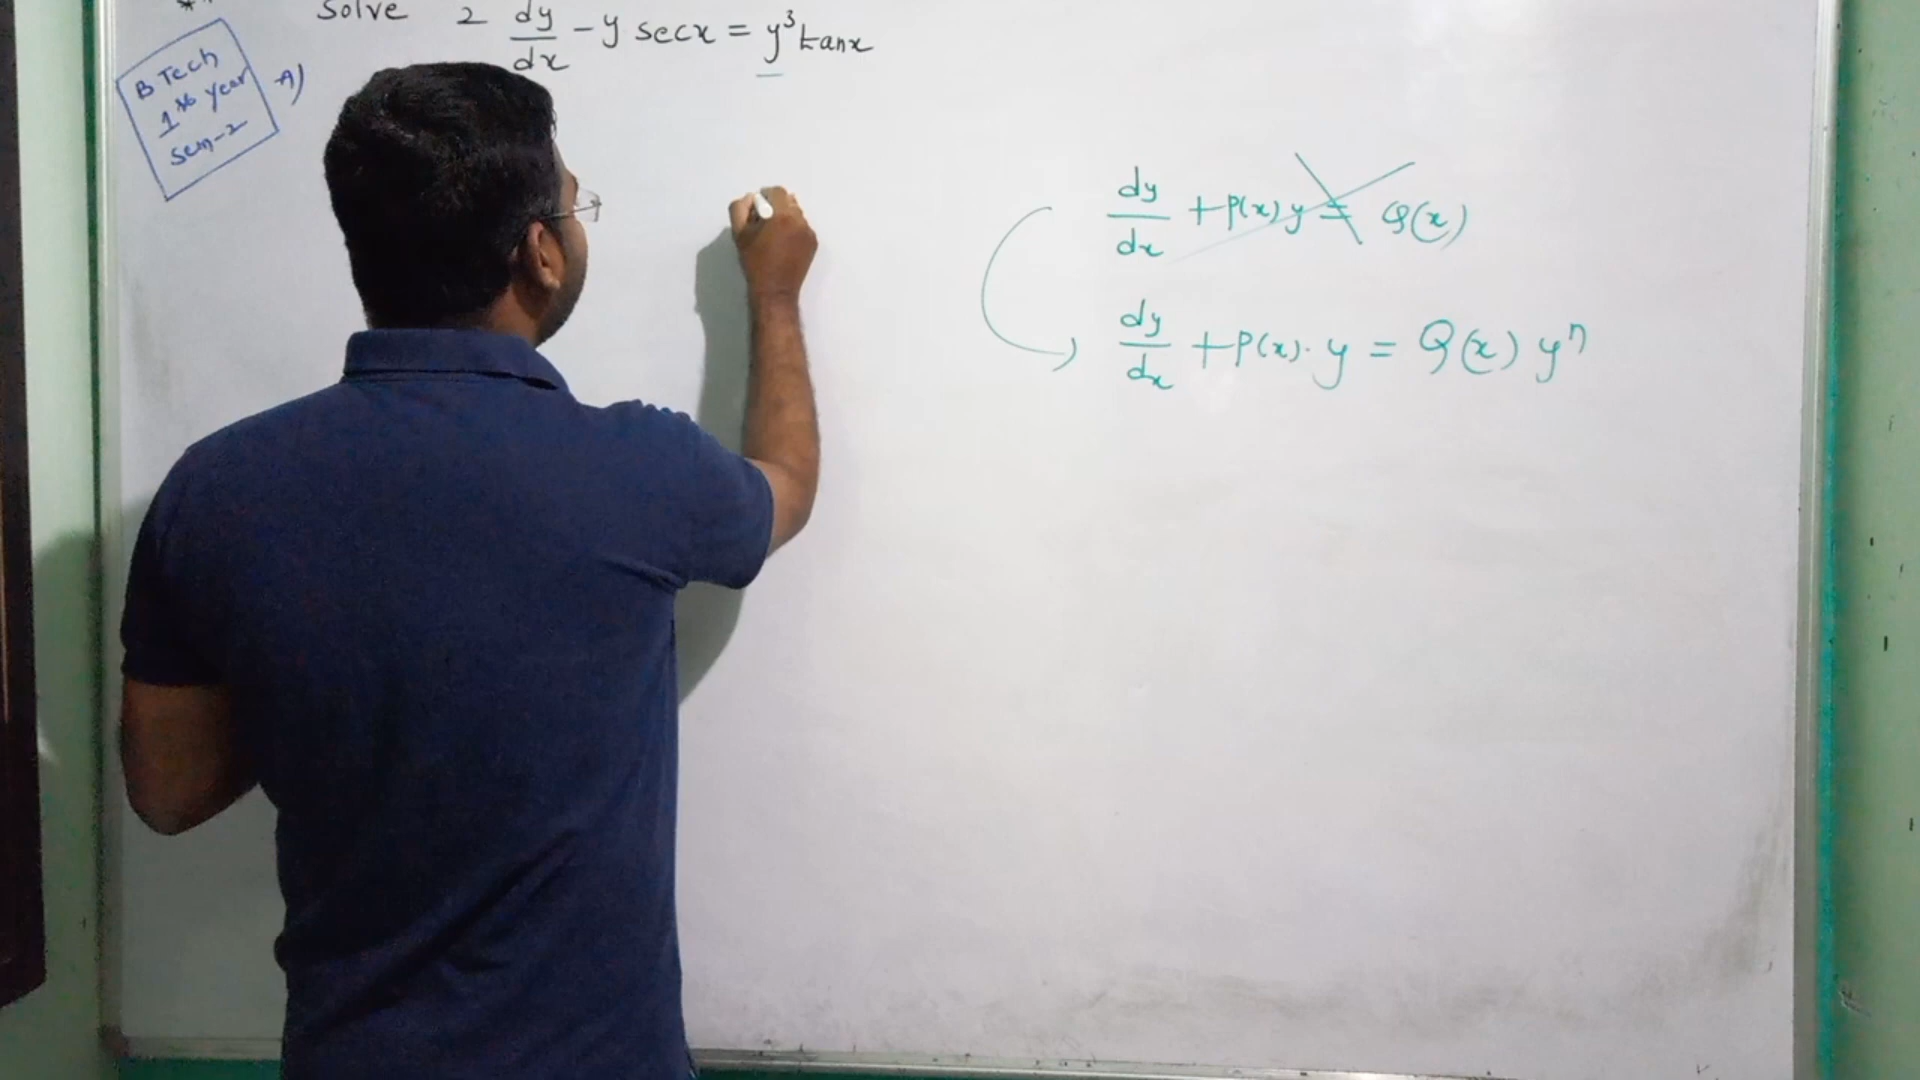 Solve 2 dy/dx - y secx = y³ tanx
B Tech
1st year
sem-2
A)
dy/dx + P(x) y = Q(x)
dy/dx + P(x) · y = Q(x) yⁿ